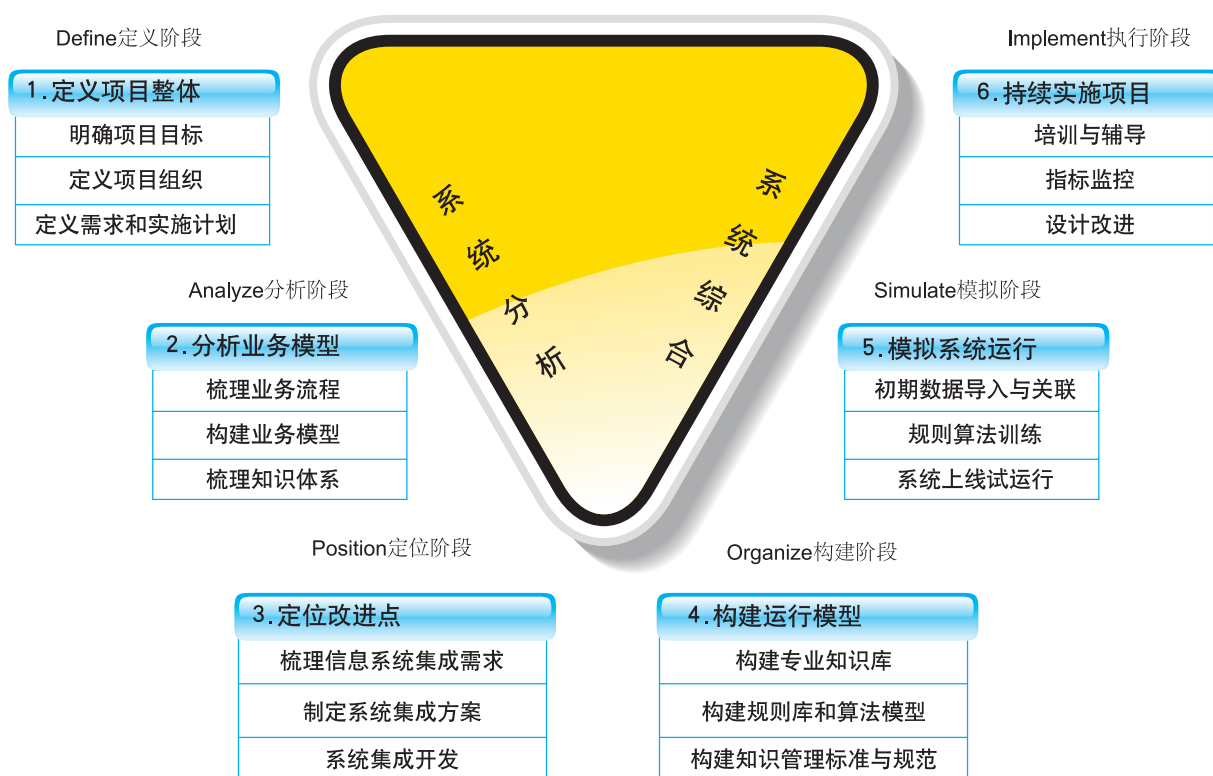 Define定义阶段
1.定义项目整体
明确项目目标
定义项目组织
定义需求和实施计划
Analyze分析阶段
2.分析业务模型
梳理业务流程
构建业务模型
梳理知识体系
Position定位阶段
3.定位改进点
梳理信息系统集成需求
制定系统集成方案
系统集成开发
系统分析
系统综合
Organize构建阶段
4.构建运行模型
构建专业知识库
构建规则库和算法模型
构建知识管理标准与规范
Simulate模拟阶段
5.模拟系统运行
初期数据导入与关联
规则算法训练
系统上线试运行
Implement执行阶段
6.持续实施项目
培训与辅导
指标监控
设计改进